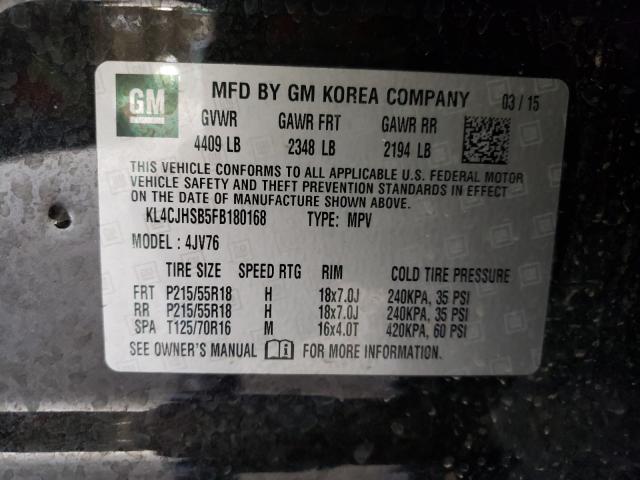 GM MFD BY GM KOREA COMPANY 03/15
GVWR GAWR FRT GAWR RR
4409 LB 2348 LB 2194 LB
THIS VEHICLE CONFORMS TO ALL APPLICABLE U.S. FEDERAL MOTOR
VEHICLE SAFETY AND THEFT PREVENTION STANDARDS IN EFFECT
ON THE DATE OF MANUFACTURE SHOWN ABOVE.
KL4CJHSB5FB180168 TYPE: MPV
MODEL: 4JV76
TIRE SIZE SPEED RTG RIM COLD TIRE PRESSURE
FRT P215/55R18 H 18x7.0J 240KPA, 35 PSI
RR P215/55R18 H 18x7.0J 240KPA, 35 PSI
SPA T125/70R16 M 16x4.0T 420KPA, 60 PSI
SEE OWNER'S MANUAL FOR MORE INFORMATION.